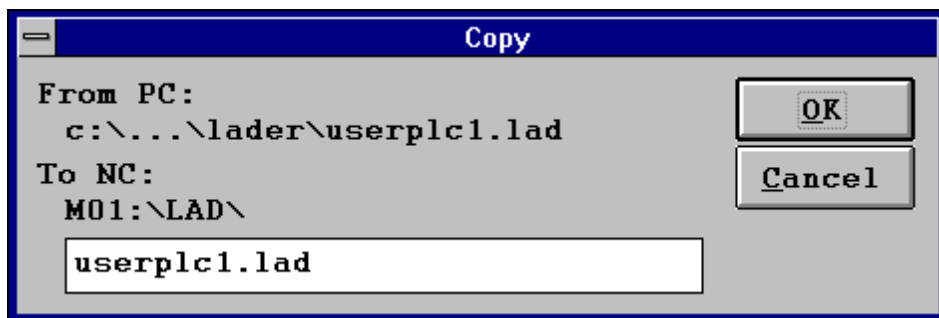 Copy
From PC:
c:\...\lader\userplc1.lad
To NC:
M01:\LAD\
userplc1.lad
OK
Cancel